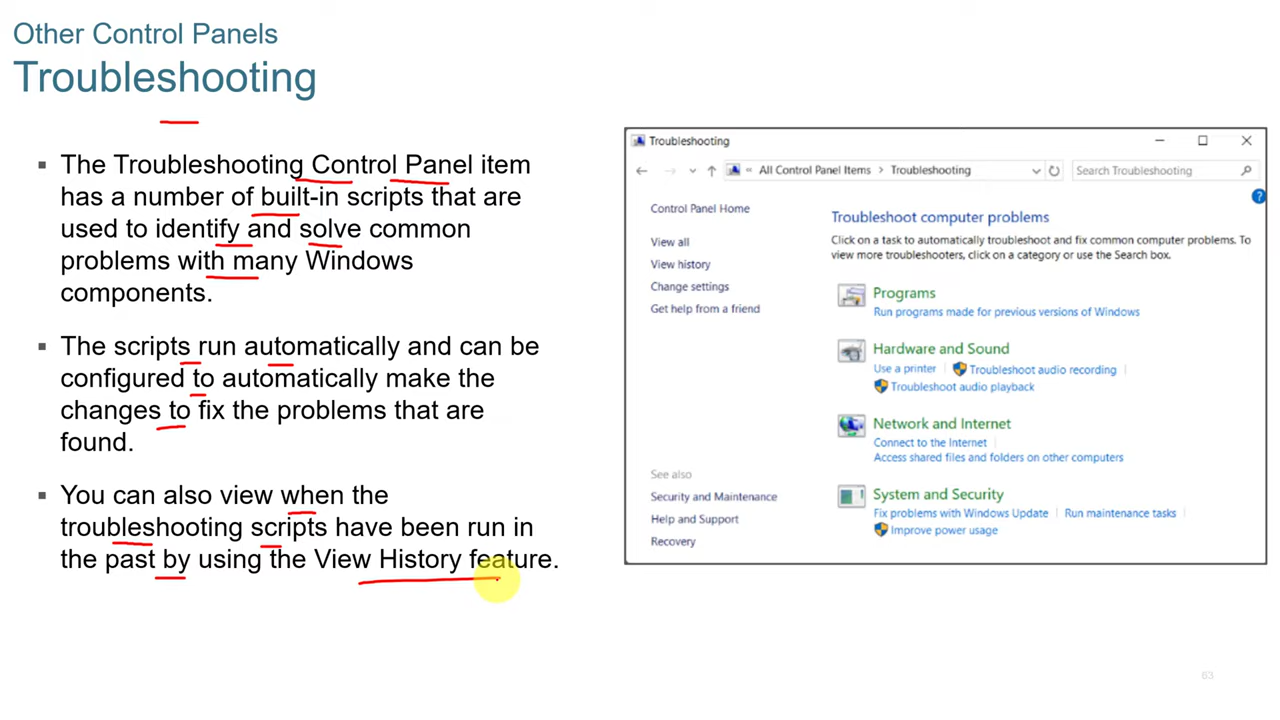 Other Control Panels
Troubleshooting
▪ The Troubleshooting Control Panel item
has a number of built-in scripts that are
used to identify and solve common
problems with many Windows
components.
▪ The scripts run automatically and can be
configured to automatically make the
changes to fix the problems that are
found.
▪ You can also view when the
troubleshooting scripts have been run in
the past by using the View History feature.
Troubleshooting
« All Control Panel Items > Troubleshooting
Search Troubleshooting
?
Control Panel Home
View all
View history
Change settings
Get help from a friend
See also
Security and Maintenance
Help and Support
Recovery
Troubleshoot computer problems
Click on a task to automatically troubleshoot and fix common computer problems. To
view more troubleshooters, click on a category or use the Search box.
Programs
Run programs made for previous versions of Windows
Hardware and Sound
Use a printer | Troubleshoot audio recording |
Troubleshoot audio playback
Network and Internet
Connect to the Internet |
Access shared files and folders on other computers
System and Security
Fix problems with Windows Update | Run maintenance tasks |
Improve power usage
63